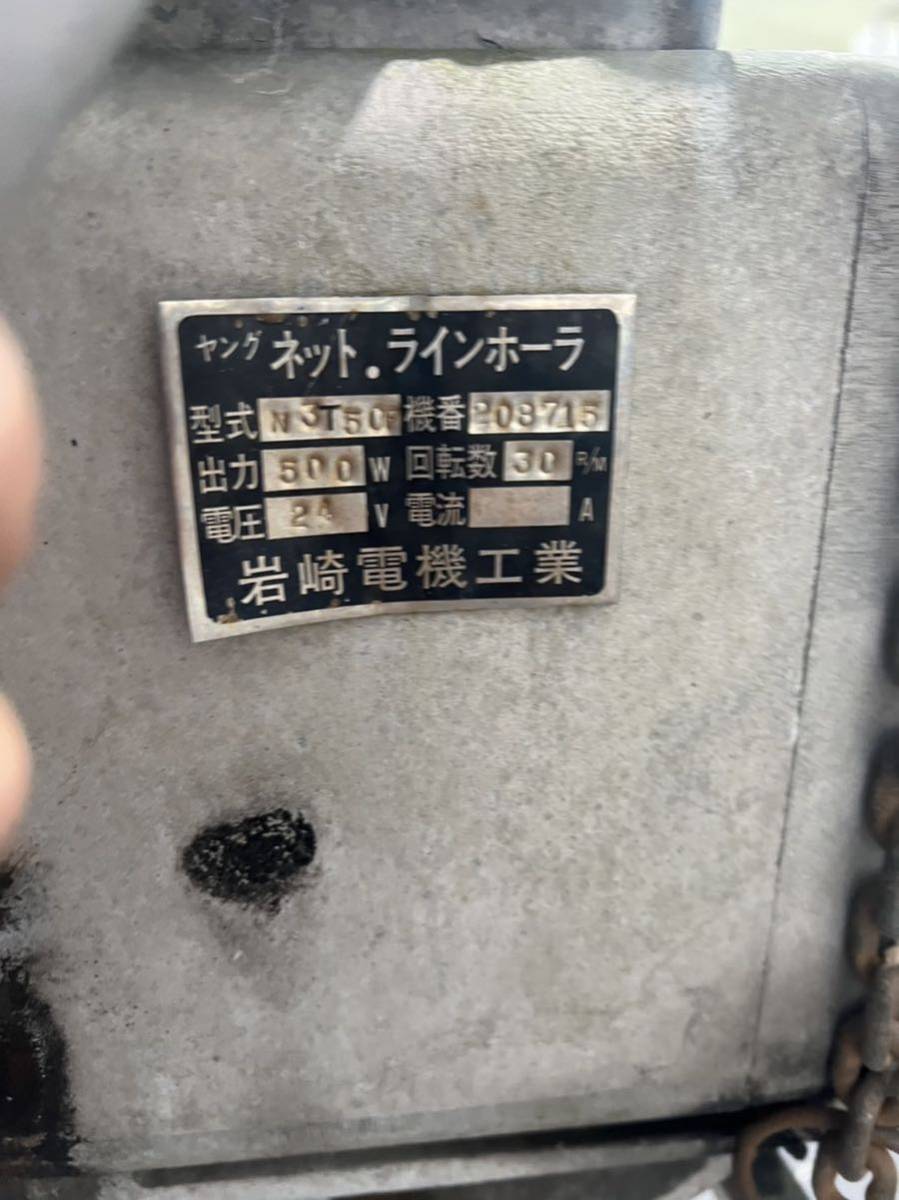 ヤング ネット.ラインホーラ
型式 N3T50 機番 208715
出力 500 W 回転数 30 R/M
電圧 24 V 電流 A
岩崎電機工業